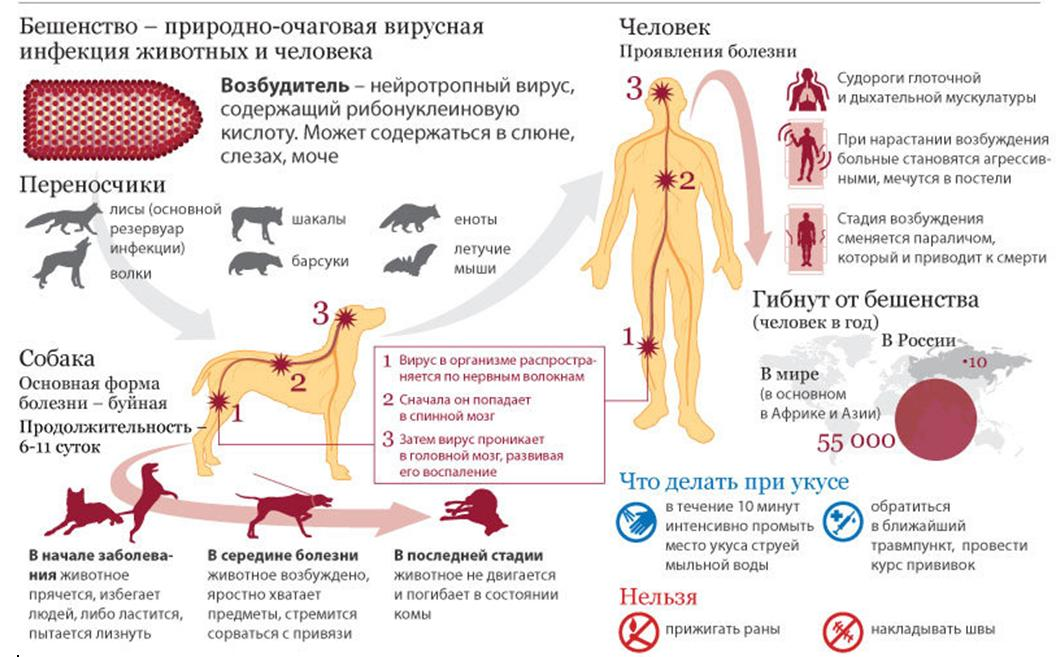 Бешенство – природно-очаговая вирусная
инфекция животных и человека
Возбудитель – нейротропный вирус,
содержащий рибонуклеиновую
кислоту. Может содержаться в слюне,
слезах, моче
Переносчики
лисы (основной
резервуар
инфекции)
волки
шакалы
барсуки
еноты
летучие
мыши
Собака
Основная форма
болезни – буйная
Продолжительность –
6-11 суток
1
2
3
1 Вирус в организме распростра-
няется по нервным волокнам
2 Сначала он попадает
в спинной мозг
3 Затем вирус проникает
в головной мозг, развивая
его воспаление
В начале заболева-
ния животное
прячется, избегает
людей, либо ластится,
пытается лизнуть
В середине болезни
животное возбуждено,
яростно хватает
предметы, стремится
сорваться с привязи
В последней стадии
животное не двигается
и погибает в состоянии
комы
Человек
Проявления болезни
3
2
1
Судороги глоточной
и дыхательной мускулатуры
При нарастании возбуждения
больные становятся агрессив-
ными, мечутся в постели
Стадия возбуждения
сменяется параличом,
который и приводит к смерти
Гибнут от бешенства
(человек в год)
В России
•10
В мире
(в основном
в Африке и Азии)
55 000
Что делать при укусе
в течение 10 минут
интенсивно промыть
место укуса струей
мыльной воды
обратиться
в ближайший
травмпункт, провести
курс прививок
Нельзя
прижигать раны
накладывать швы